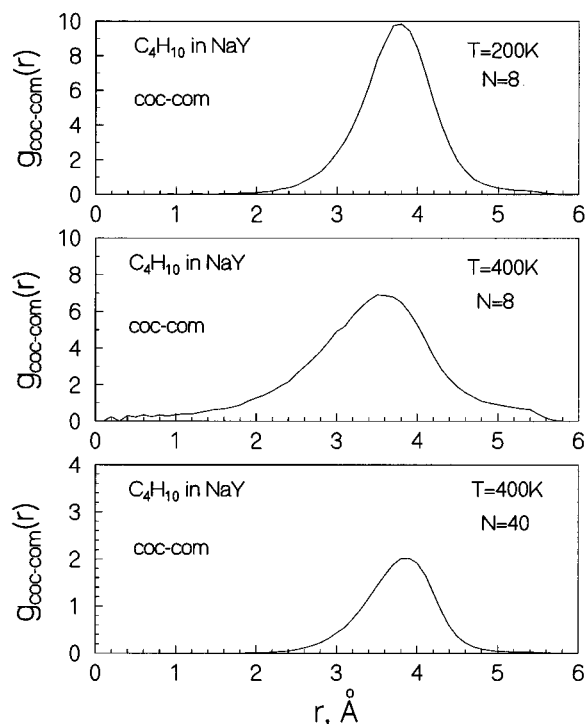 C₄H₁₀ in NaY
T=200K
coc-com
N=8
g_coc-com(r)
10
8
6
4
2
0
0 1 2 3 4 5 6
C₄H₁₀ in NaY
T=400K
coc-com
N=8
g_coc-com(r)
10
8
6
4
2
0
0 1 2 3 4 5 6
C₄H₁₀ in NaY
T=400K
coc-com
N=40
g_coc-com(r)
4
3
2
1
0
0 1 2 3 4 5 6
r, Å